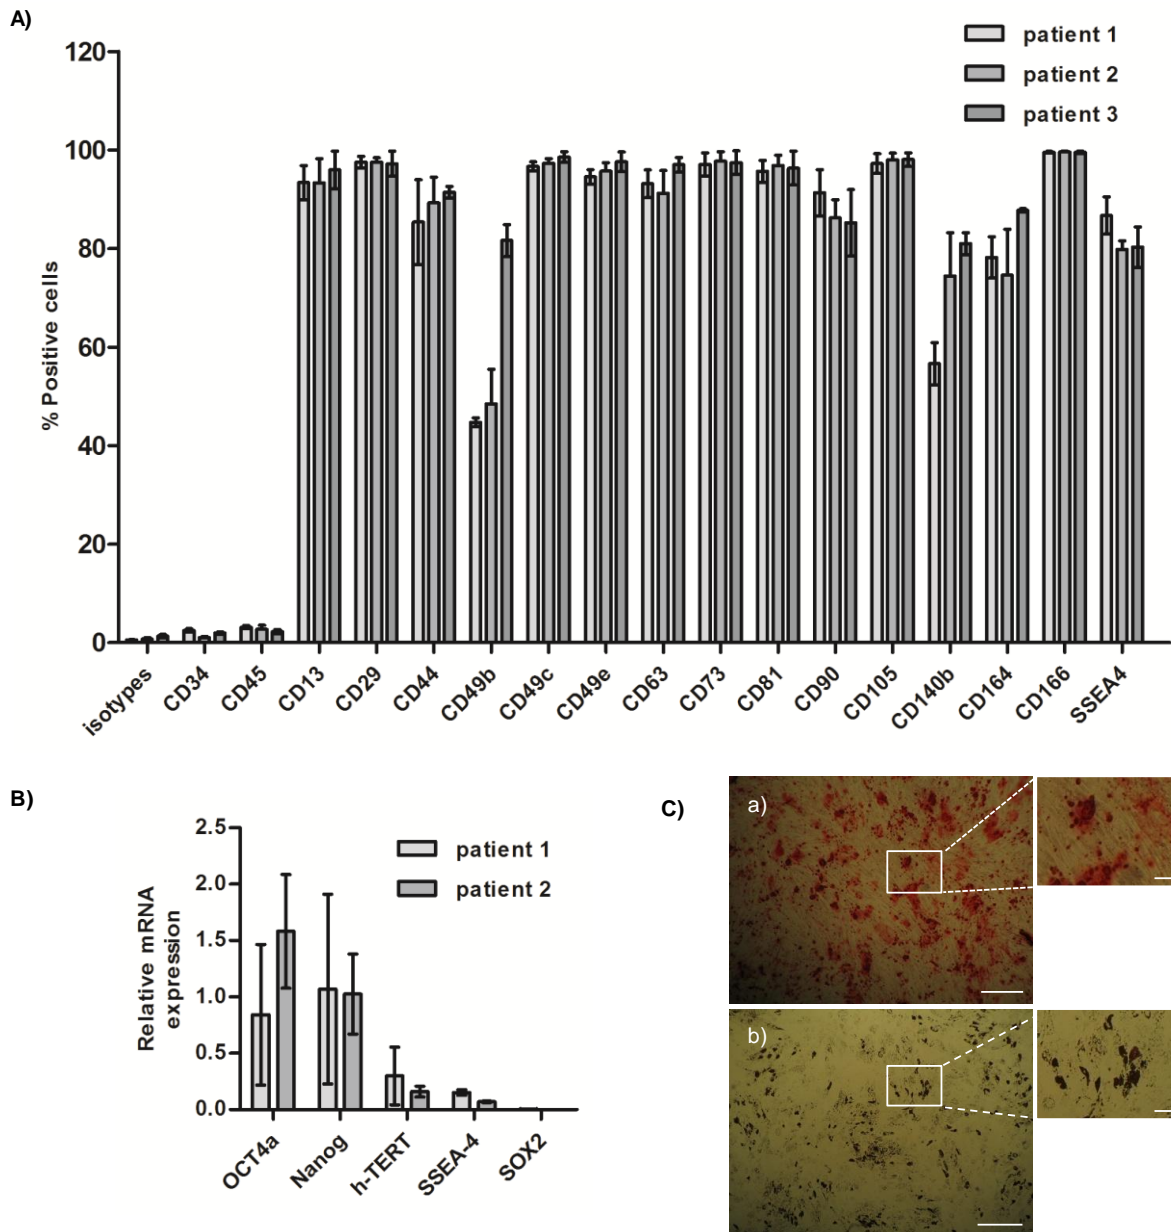 A)
patient 1
patient 2
patient 3
120
100
80
60
40
20
0
% Positive cells
isotypes
CD34
CD45
CD13
CD29
CD44
CD49b
CD49c
CD49e
CD63
CD73
CD81
CD90
CD105
CD140b
CD164
CD166
SSEA4
B)
patient 1
patient 2
2.5
2.0
1.5
1.0
0.5
0.0
Relative mRNA
expression
OCT4a
Nanog
h-TERT
SSEA-4
SOX2
C)
a)
b)